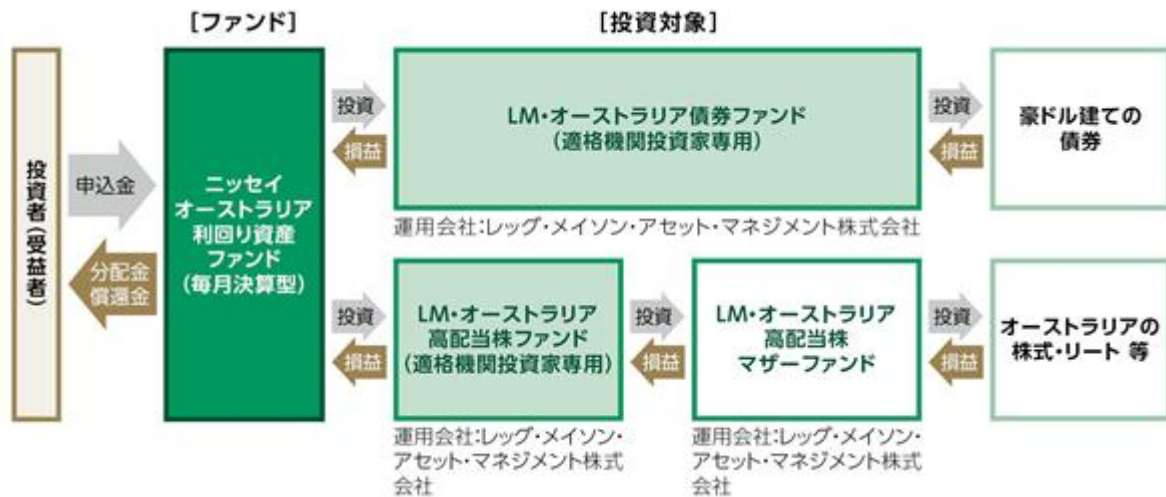 [ファンド]
[投資対象]
投資者(受益者)
申込金
分配金
償還金
ニッセイ
オーストラリア
利回り資産
ファンド
(毎月決算型)
投資
損益
LM・オーストラリア債券ファンド
(適格機関投資家専用)
投資
損益
豪ドル建ての
債券
運用会社:レッグ・メイソン・アセット・マネジメント株式会社
投資
損益
LM・オーストラリア
高配当株ファンド
(適格機関投資家専用)
投資
損益
LM・オーストラリア
高配当株
マザーファンド
投資
損益
オーストラリアの
株式・リート 等
運用会社:レッグ・メイソン・
アセット・マネジメント株式
会社
運用会社:レッグ・メイソン・
アセット・マネジメント株式
会社